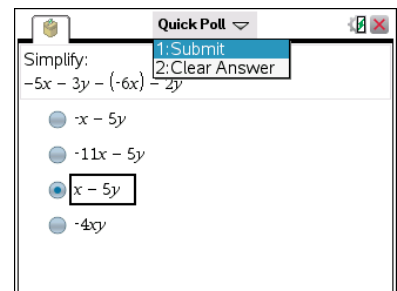 Quick Poll
1:Submit
2:Clear Answer
Simplify:
−5x − 3y − (-6x) − 2y
-x − 5y
-11x − 5y
x − 5y
-4xy